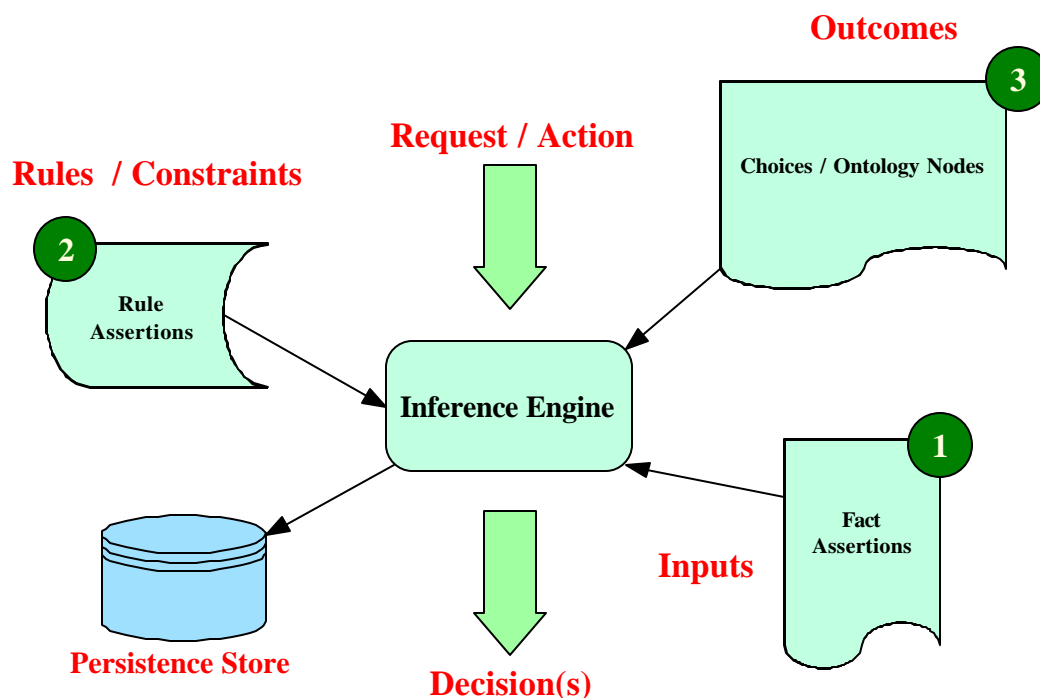 Outcomes
3
Request / Action
Choices / Ontology Nodes
Rules / Constraints
2
Rule
Assertions
Inference Engine
1
Fact
Assertions
Inputs
Persistence Store
Decision(s)